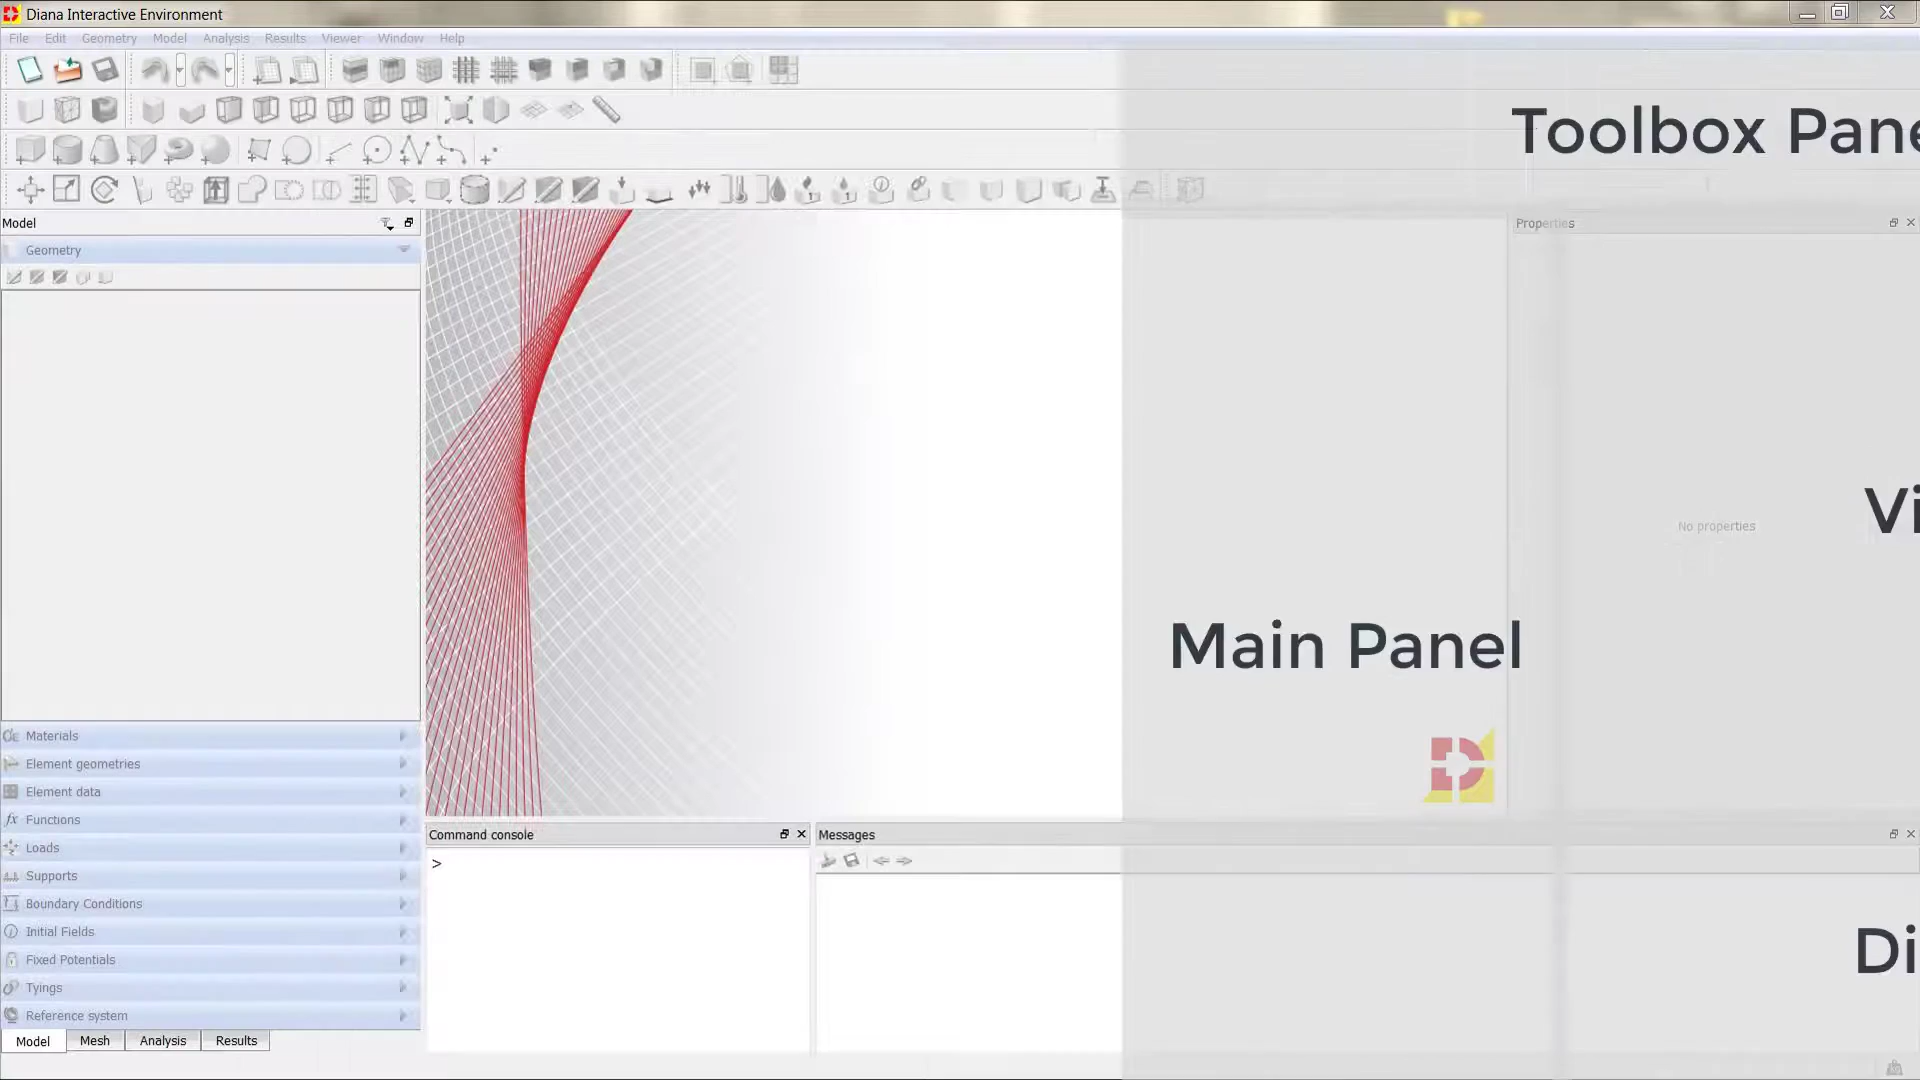 Diana Interactive Environment
File Edit Geometry Model Analysis Results Viewer Window Help
Toolbox Pane
Model
Properties
Geometry
Vi
No properties
Main Panel
Materials
Element geometries
Element data
Functions
Loads
Supports
Boundary Conditions
Initial Fields
Fixed Potentials
Tyings
Reference system
Model Mesh Analysis Results
Command console
>
Messages
Di